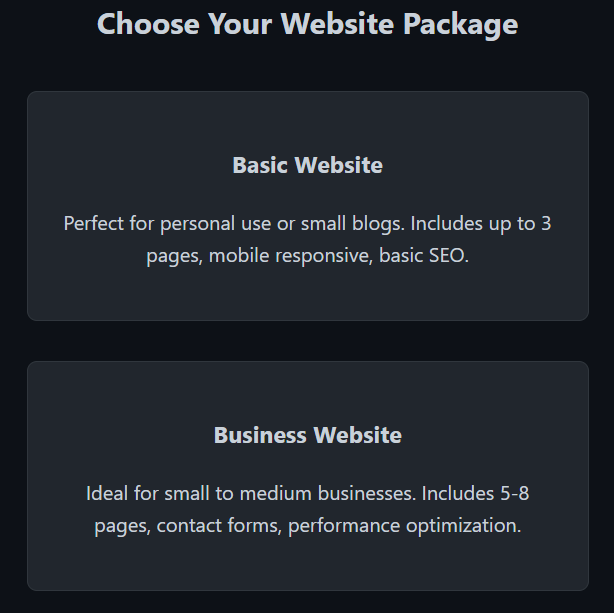 Choose Your Website Package
Basic Website
Perfect for personal use or small blogs. Includes up to 3
pages, mobile responsive, basic SEO.
Business Website
Ideal for small to medium businesses. Includes 5-8
pages, contact forms, performance optimization.